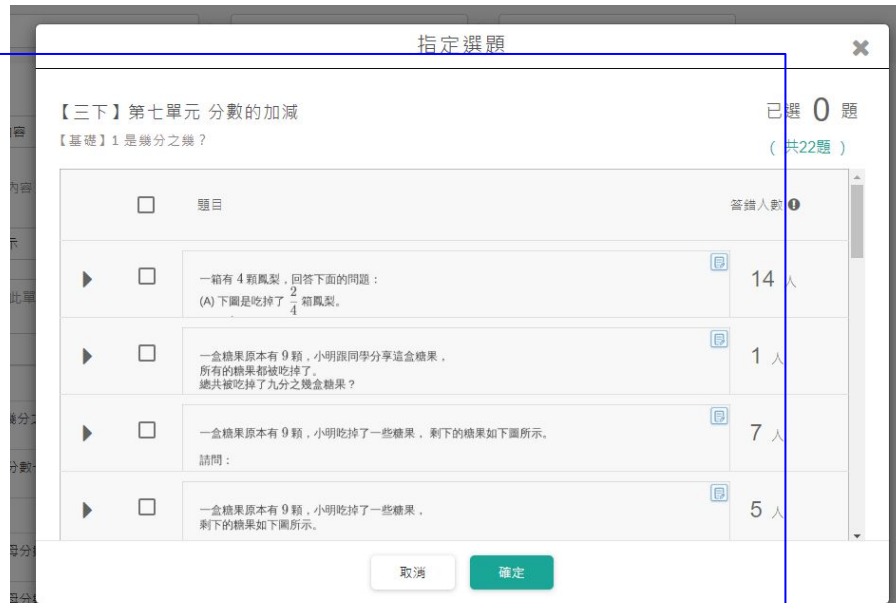 指定選題
【三下】第七單元 分數的加減
已選 0 題
【基礎】1 是幾分之幾？
( 共22題 )
題目
答錯人數
一箱有 4 顆鳳梨，回答下面的問題：
(A) 下圖是吃掉了 2/4 箱鳳梨。
14 人
一盒糖果原本有 9 顆，小明跟同學分享這盒糖果，
所有的糖果都被吃掉了。
總共被吃掉了九分之幾盒糖果？
1 人
一盒糖果原本有 9 顆，小明吃掉了一些糖果， 剩下的糖果如下圖所示。
請問：
7 人
一盒糖果原本有 9 顆，小明吃掉了一些糖果，
剩下的糖果如下圖所示。
5 人
取消
確定